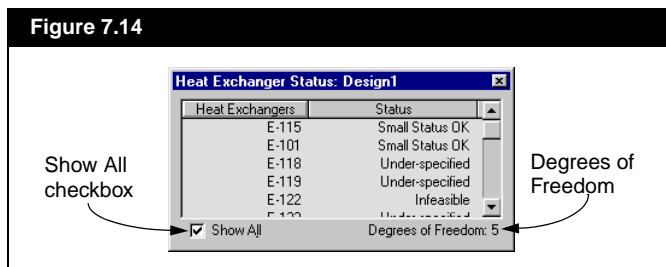 Figure 7.14
Heat Exchanger Status: Design1
Heat Exchangers Status
E-115 Small Status OK
E-101 Small Status OK
E-118 Under-specified
E-119 Under-specified
E-122 Infeasible
Show All
checkbox
Degrees of
Freedom
Show All Degrees of Freedom: 5